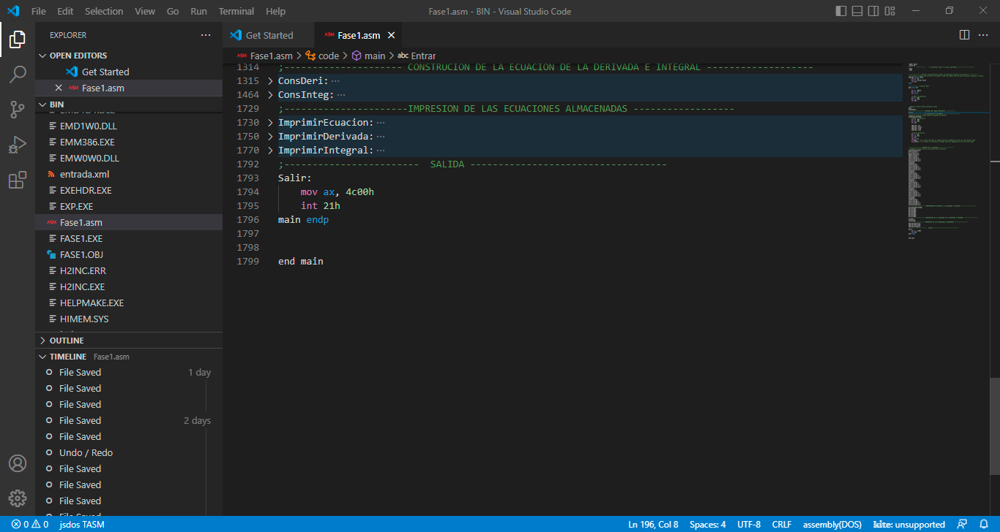 File Edit Selection View Go Run Terminal Help Fase1.asm - BIN - Visual Studio Code
EXPLORER
Get Started
ASM Fase1.asm
OPEN EDITORS
Get Started
ASM Fase1.asm
BIN
EMD1W0.DLL
EMM386.EXE
EMW0W0.DLL
entrada.xml
EXEHDR.EXE
EXP.EXE
ASM Fase1.asm
FASE1.EXE
FASE1.OBJ
H2INC.ERR
H2INC.EXE
HELPMAKE.EXE
HIMEM.SYS
OUTLINE
TIMELINE Fase1.asm
File Saved 1 day
File Saved
File Saved
File Saved 2 days
File Saved
Undo / Redo
File Saved
File Saved
File Saved
File Saved
ASM Fase1.asm > code > main > abc Entrar
1314 ;--------------------- CONSTRUCION DE LA ECUACION DE LA DERIVADA E INTEGRAL -------------------
1315 > ConsDeri: ···
1464 > ConsInteg: ···
1729 ;----------------------IMPRESION DE LAS ECUACIONES ALMACENADAS ------------------
1730 > ImprimirEcuacion: ···
1750 > ImprimirDerivada: ···
1770 > ImprimirIntegral: ···
1792 ;------------------------ SALIDA -----------------------------------
1793 Salir:
1794 mov ax, 4c00h
1795 int 21h
1796 main endp
1797
1798
1799 end main
0 0 jsdos TASM Ln 196, Col 8 Spaces: 4 UTF-8 CRLF assembly(DOS) kite: unsupported